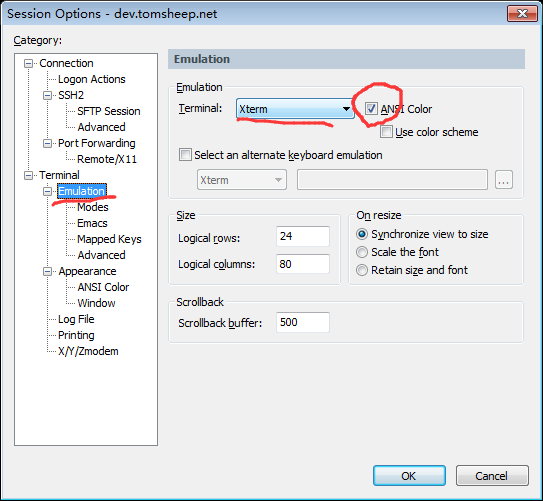 Session Options - dev.tomsheep.net
Category:
Connection
Logon Actions
SSH2
SFTP Session
Advanced
Port Forwarding
Remote/X11
Terminal
Emulation
Modes
Emacs
Mapped Keys
Advanced
Appearance
ANSI Color
Window
Log File
Printing
X/Y/Zmodem
Emulation
Emulation
Terminal: Xterm ANSI Color
Use color scheme
Select an alternate keyboard emulation
Xterm ...
Size
Logical rows: 24
Logical columns: 80
On resize
Synchronize view to size
Scale the font
Retain size and font
Scrollback
Scrollback buffer: 500
OK Cancel